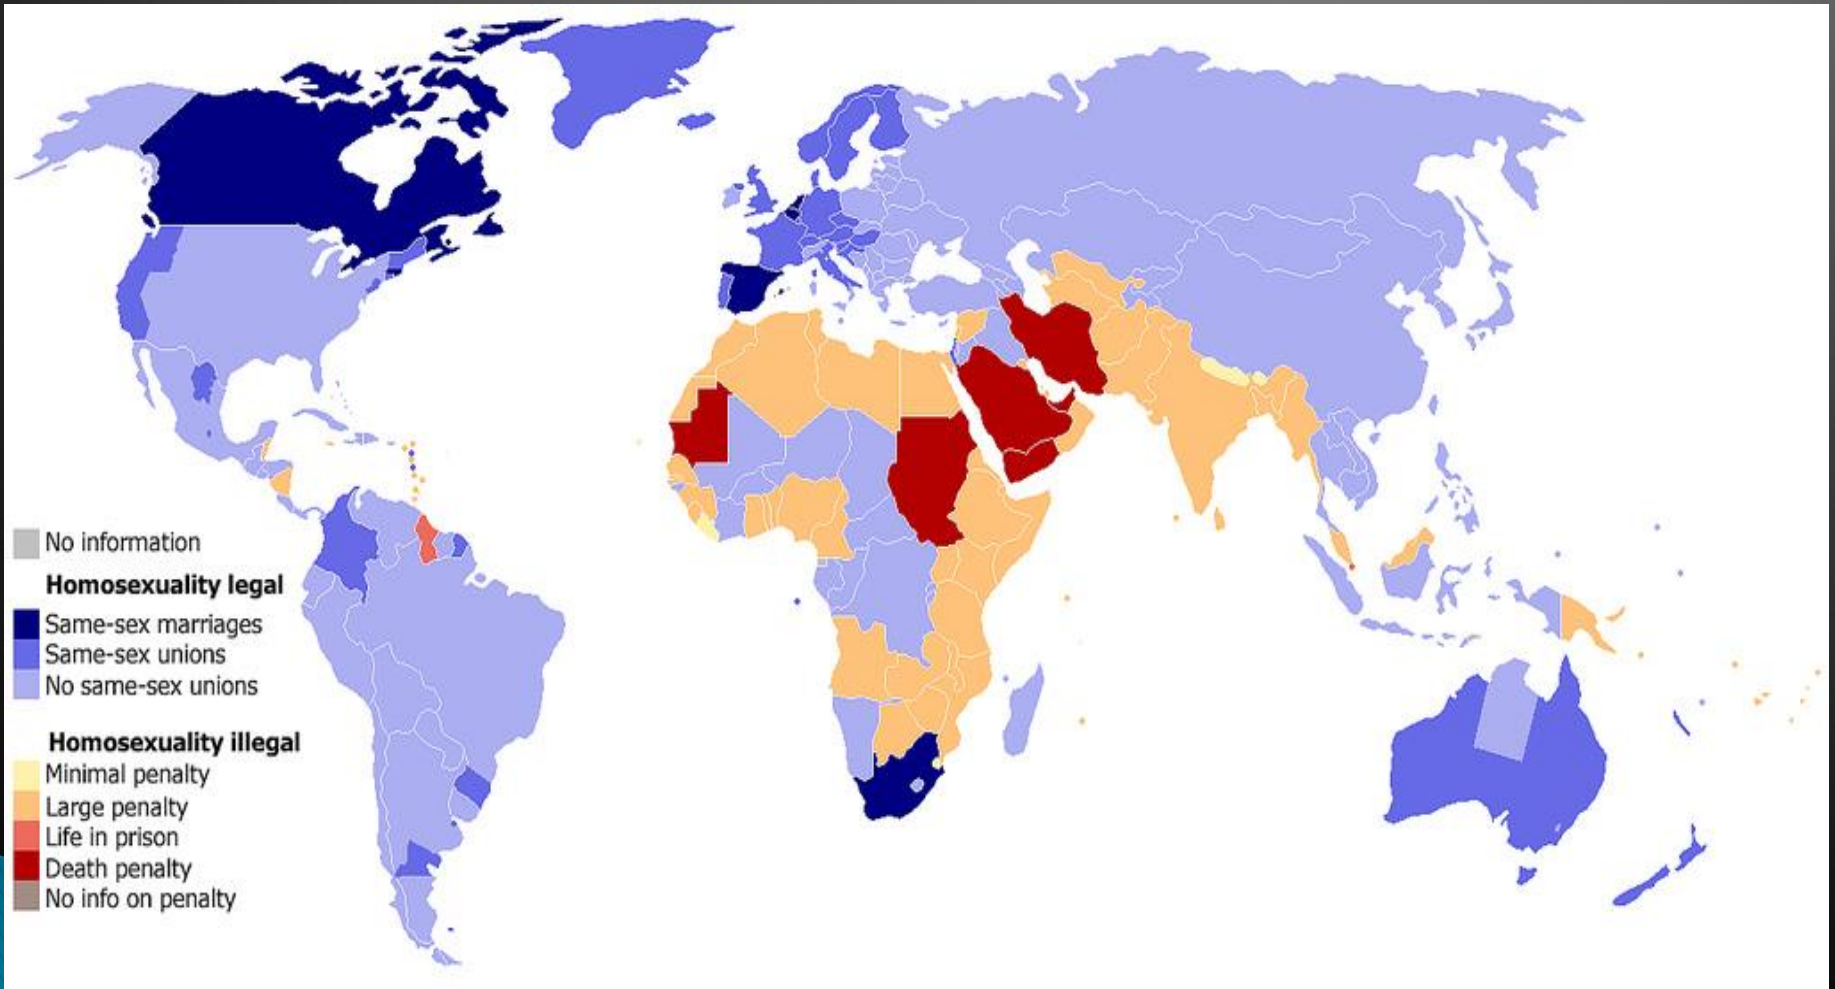 No information
Homosexuality legal
Same-sex marriages
Same-sex unions
No same-sex unions
Homosexuality illegal
Minimal penalty
Large penalty
Life in prison
Death penalty
No info on penalty